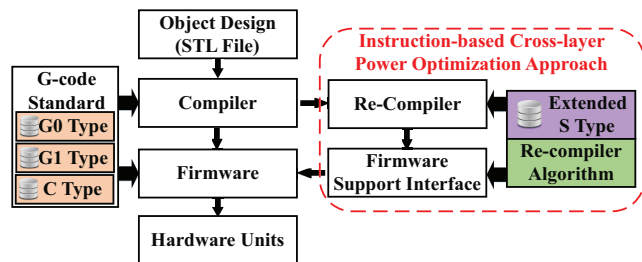 Object Design
(STL File)
Instruction-based Cross-layer
Power Optimization Approach
G-code
Standard
G0 Type
G1 Type
C Type
Compiler
Re-Compiler
Extended
S Type
Firmware
Firmware
Support Interface
Re-compiler
Algorithm
Hardware Units